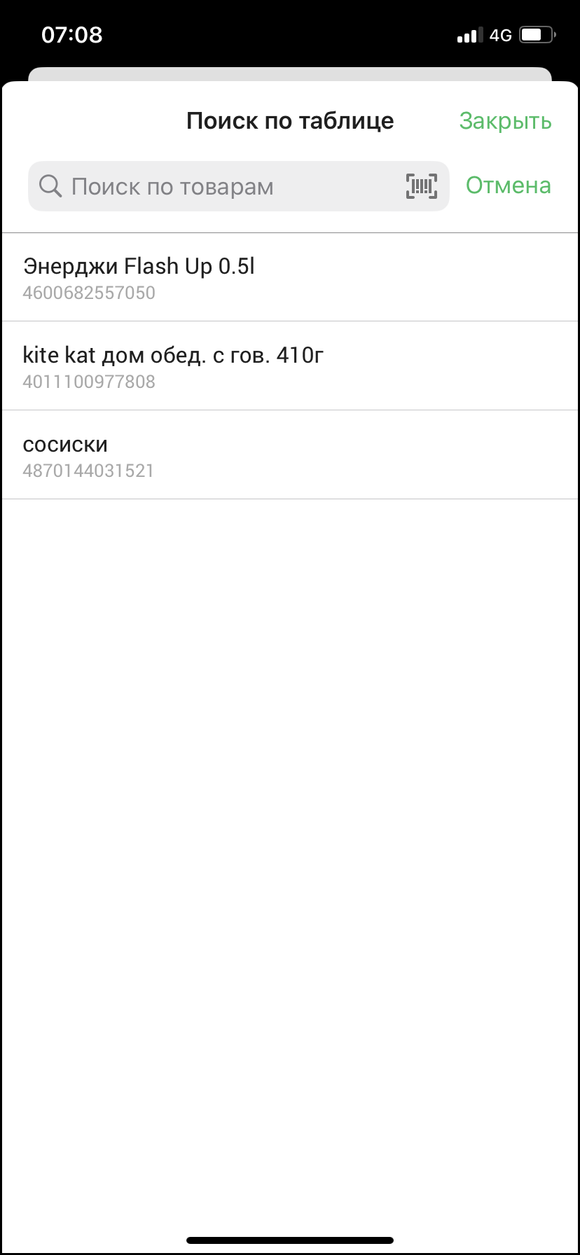 07:08
4G
Поиск по таблице
Закрыть
Поиск по товарам
Отмена
Энерджи Flash Up 0.5l
4600682557050
kite kat дом обед. с гов. 410г
4011100977808
сосиски
4870144031521